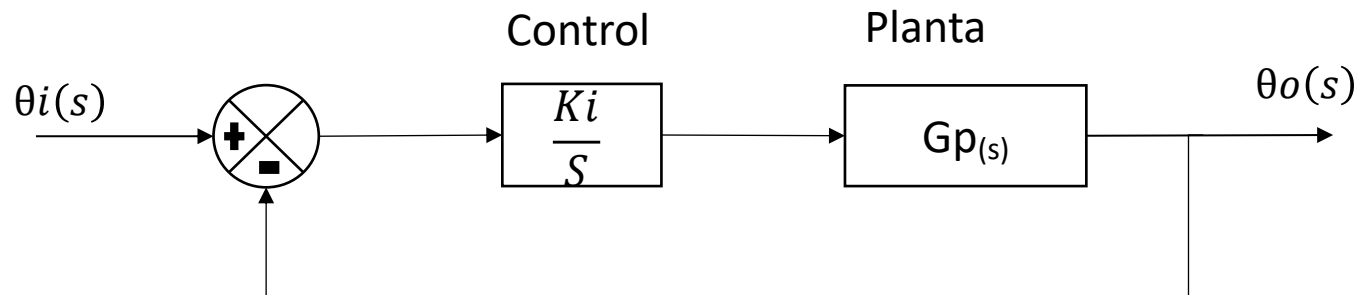 Control
Planta
θi(s)
+
-
Ki
S
Gp(s)
θo(s)